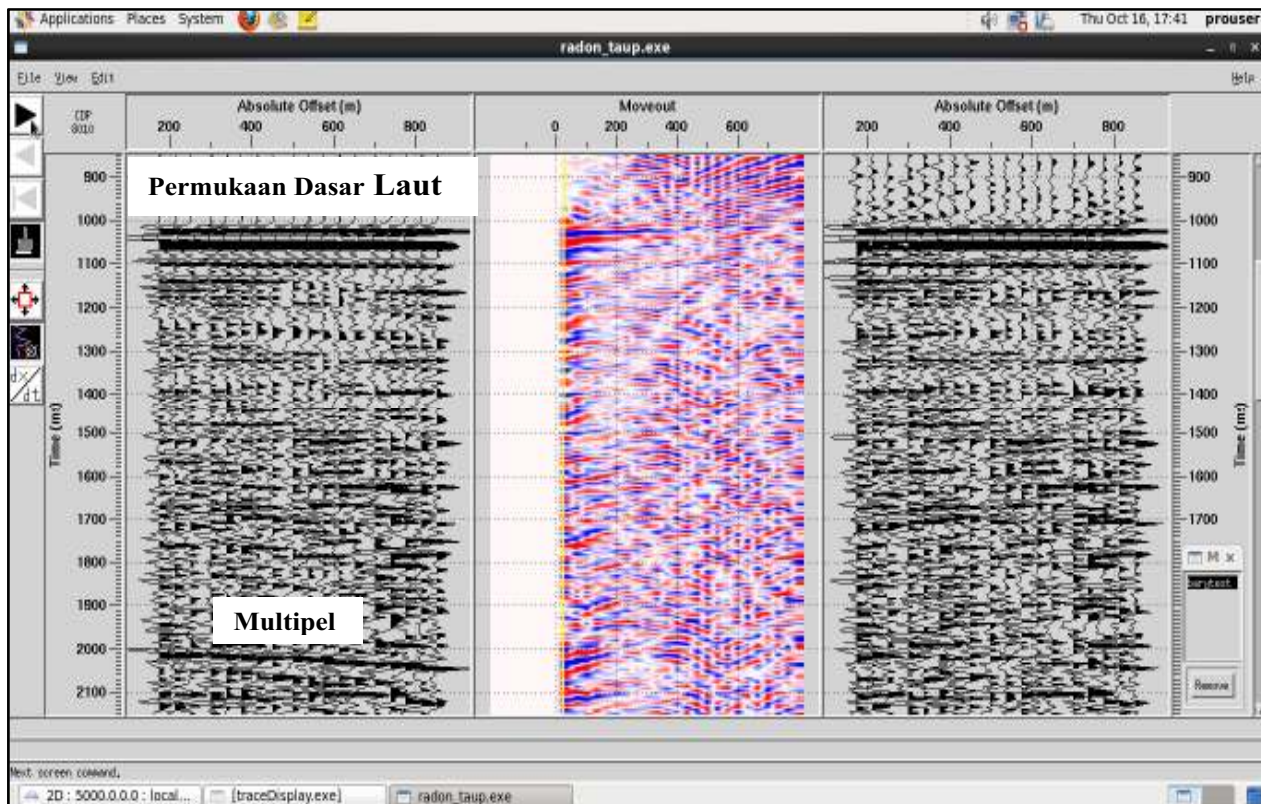 Applications Places System Thu Oct 16, 17:41 prouser
radon_taup.exe
File View Edit Help
CDP
8010
Absolute Offset (m)
200 400 600 800
Moveout
0 200 400 600
Absolute Offset (m)
200 400 600 800
Permukaan Dasar Laut
Multipel
Time (ms)
900
1000
1100
1200
1300
1400
1500
1600
1700
1800
1900
2000
2100
900
1000
1100
1200
1300
1400
1500
1600
1700
Time (ms)
dx/dt
M x
Remove
Next screen command.
2D : 5000.0.0.0 : local... [traceDisplay.exe] radon_taup.exe